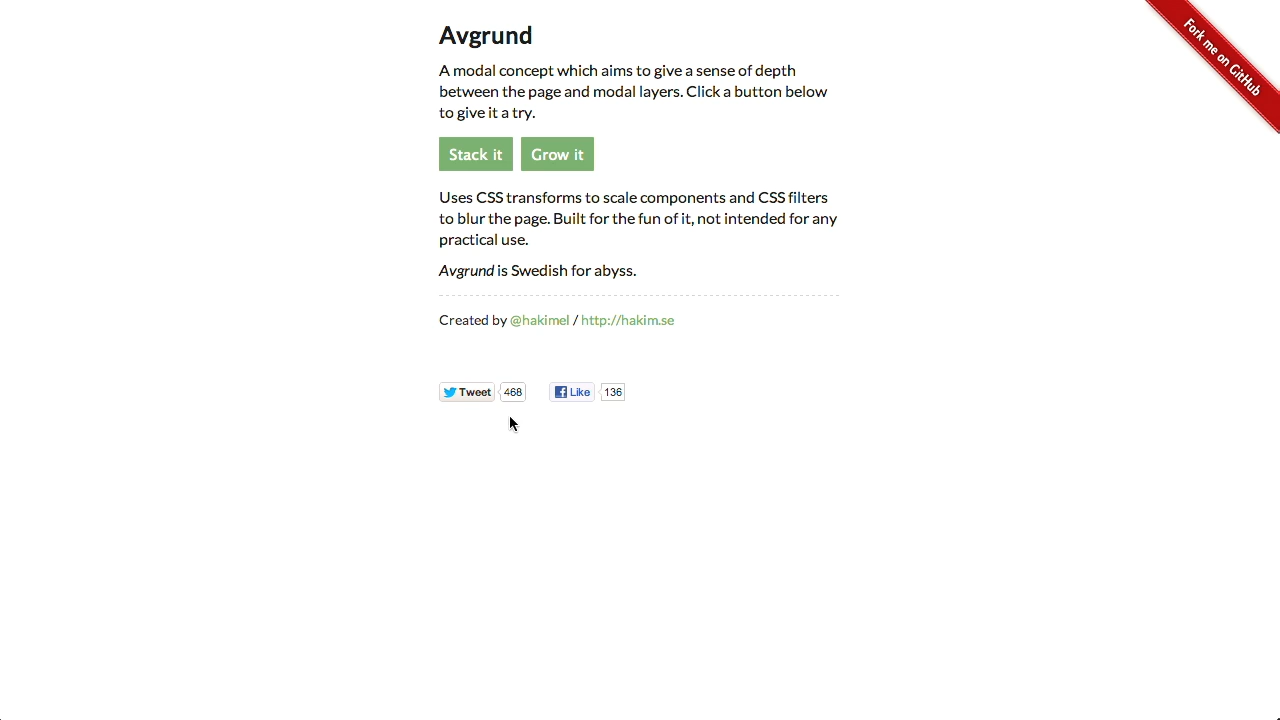 Avgrund
Fork me on GitHub
A modal concept which aims to give a sense of depth
between the page and modal layers. Click a button below
to give it a try.
Stack it Grow it
Uses CSS transforms to scale components and CSS filters
to blur the page. Built for the fun of it, not intended for any
practical use.
Avgrund is Swedish for abyss.
Created by @hakimel / http://hakim.se
Tweet 468 Like 136